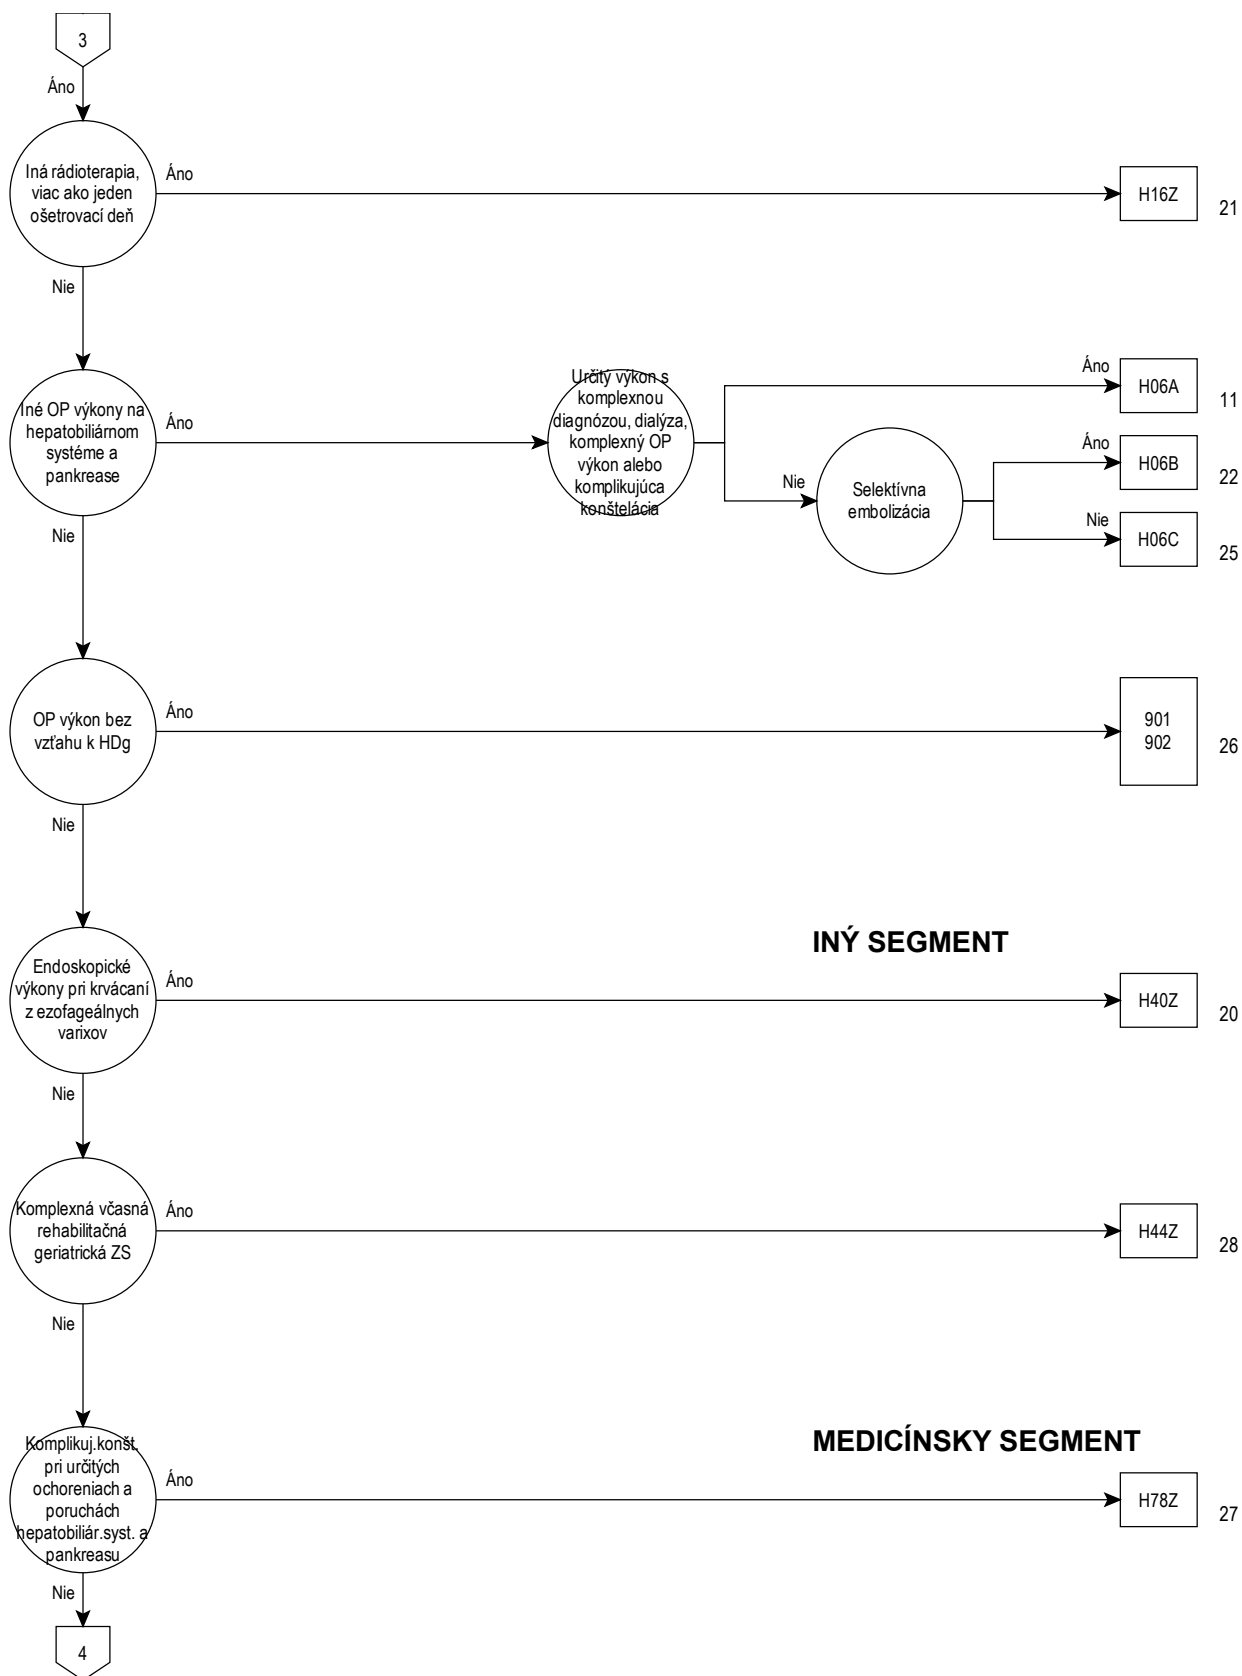 3
Áno
Iná rádioterapia,
viac ako jeden
ošetrovací deň
Áno
H16Z
21
Nie
Iné OP výkony na
hepatobiliárnom
systéme a
pankrease
Áno
Určitý výkon s
komplexnou
diagnózou, dialýza,
komplexný OP
výkon alebo
komplikujúca
konštelácia
Áno
H06A
11
Nie
Selektívna
embolizácia
Áno
H06B
22
Nie
H06C
25
Nie
OP výkon bez
vzťahu k HDg
Áno
901
902
26
Nie
INÝ SEGMENT
Endoskopické
výkony pri krvácaní
z ezofageálnych
varixov
Áno
H40Z
20
Nie
Komplexná včasná
rehabilitačná
geriatrická ZS
Áno
H44Z
28
Nie
MEDICÍNSKY SEGMENT
Komplikuj.konšt.
pri určitých
ochoreniach a
poruchách
hepatobiliár.syst. a
pankreasu
Áno
H78Z
27
Nie
4